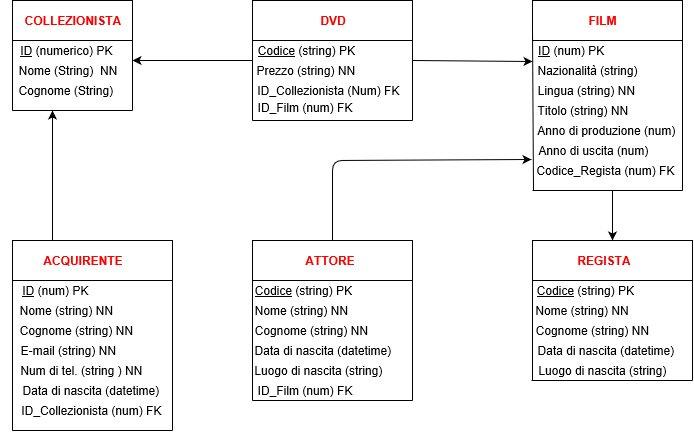 COLLEZIONISTA
ID (numerico) PK
Nome (String) NN
Cognome (String)
DVD
Codice (string) PK
Prezzo (string) NN
ID_Collezionista (Num) FK
ID_Film (num) FK
FILM
ID (num) PK
Nazionalità (string)
Lingua (string) NN
Titolo (string) NN
Anno di produzione (num)
Anno di uscita (num)
Codice_Regista (num) FK
ACQUIRENTE
ID (num) PK
Nome (string) NN
Cognome (string) NN
E-mail (string) NN
Num di tel. (string ) NN
Data di nascita (datetime)
ID_Collezionista (num) FK
ATTORE
Codice (string) PK
Nome (string) NN
Cognome (string) NN
Data di nascita (datetime)
Luogo di nascita (string)
ID_Film (num) FK
REGISTA
Codice (string) PK
Nome (string) NN
Cognome (string) NN
Data di nascita (datetime)
Luogo di nascita (string)